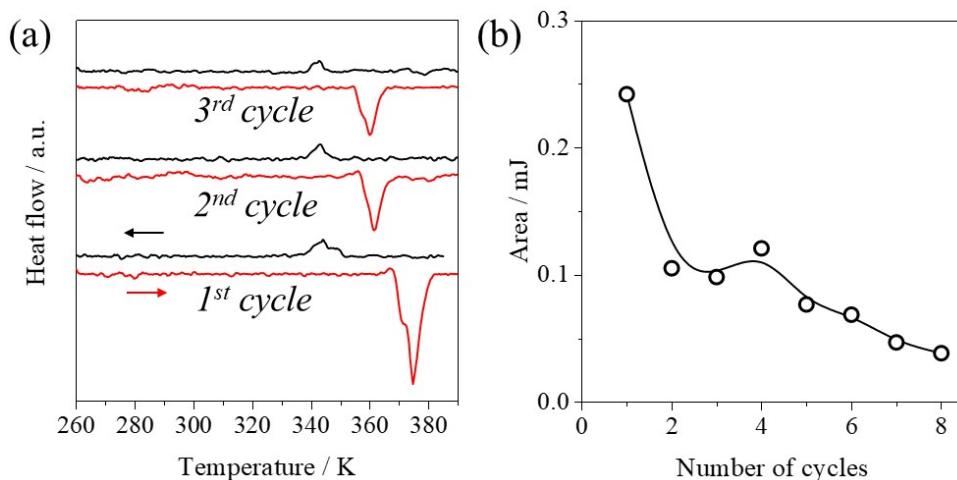 (a)
Heat flow / a.u.
3rd cycle
2nd cycle
1st cycle
260 280 300 320 340 360 380
Temperature / K
(b)
Area / mJ
0.3
0.2
0.1
0.0
0 2 4 6 8
Number of cycles